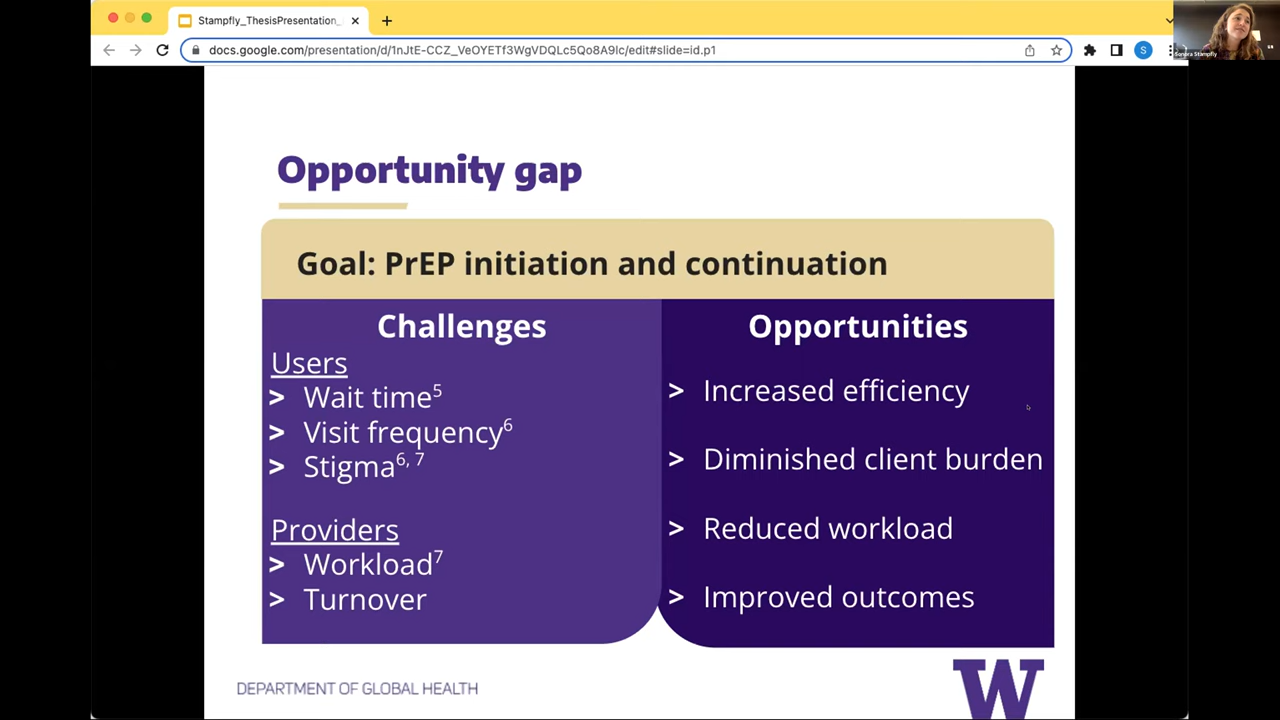 Stampfly_ThesisPresentation_
docs.google.com/presentation/d/1nJtE-CCZ_VeOYETf3WgVDQLc5Qo8A9Ic/edit#slide=id.p1
S
Stampfly
Opportunity gap
Goal: PrEP initiation and continuation
Challenges
Users
> Wait time5
> Visit frequency6
> Stigma6, 7
Providers
> Workload7
> Turnover
Opportunities
> Increased efficiency
> Diminished client burden
> Reduced workload
> Improved outcomes
DEPARTMENT OF GLOBAL HEALTH
W